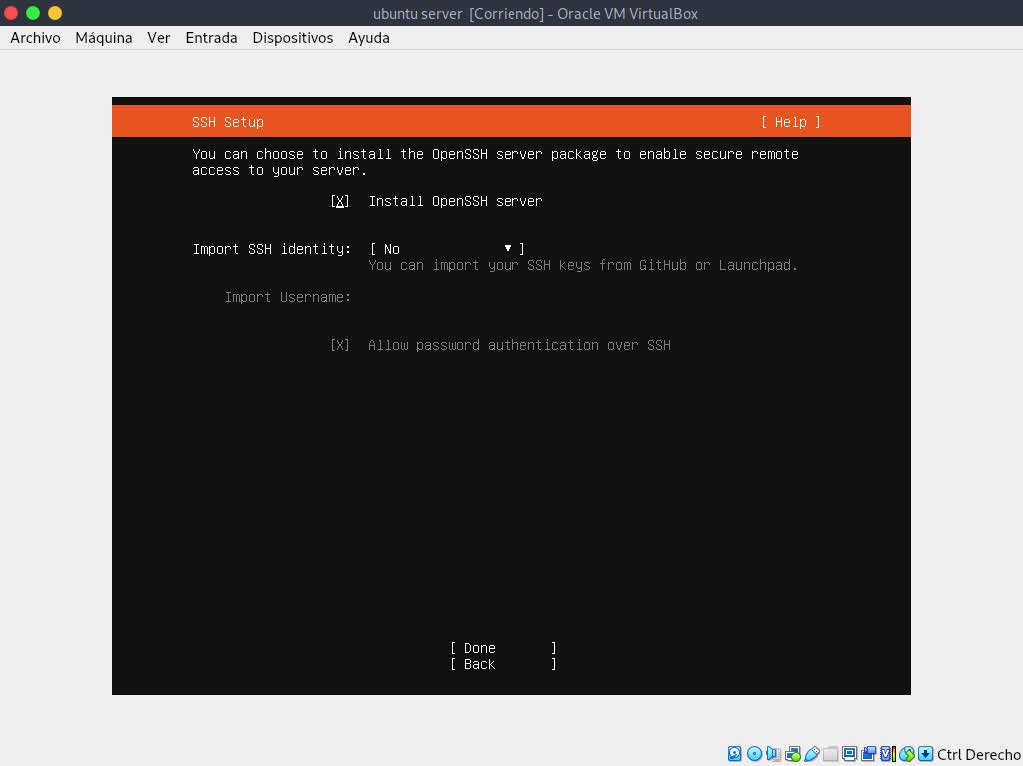 ubuntu server [Corriendo] - Oracle VM VirtualBox
Archivo Máquina Ver Entrada Dispositivos Ayuda
SSH Setup [ Help ]
You can choose to install the OpenSSH server package to enable secure remote
access to your server.
[X] Install OpenSSH server
Import SSH identity: [ No ▼ ]
You can import your SSH keys from GitHub or Launchpad.
Import Username:
[X] Allow password authentication over SSH
[ Done ]
[ Back ]
Ctrl Derecho